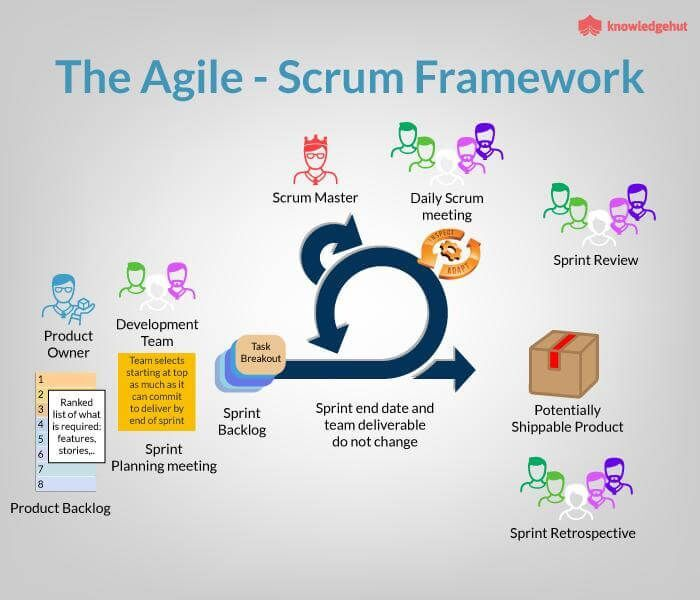 knowledgehut
The Agile - Scrum Framework
Scrum Master
Daily Scrum
meeting
INSPECT
ADAPT
Sprint Review
Product
Owner
Development
Team
Team selects
starting at top
as much as it
can commit
to deliver by
end of sprint
Task
Breakout
1
2
3
4
5
6
7
8
Ranked
list of what
is required:
features,
stories,..
Product Backlog
Sprint
Planning meeting
Sprint
Backlog
Sprint end date and
team deliverable
do not change
Potentially
Shippable Product
Sprint Retrospective